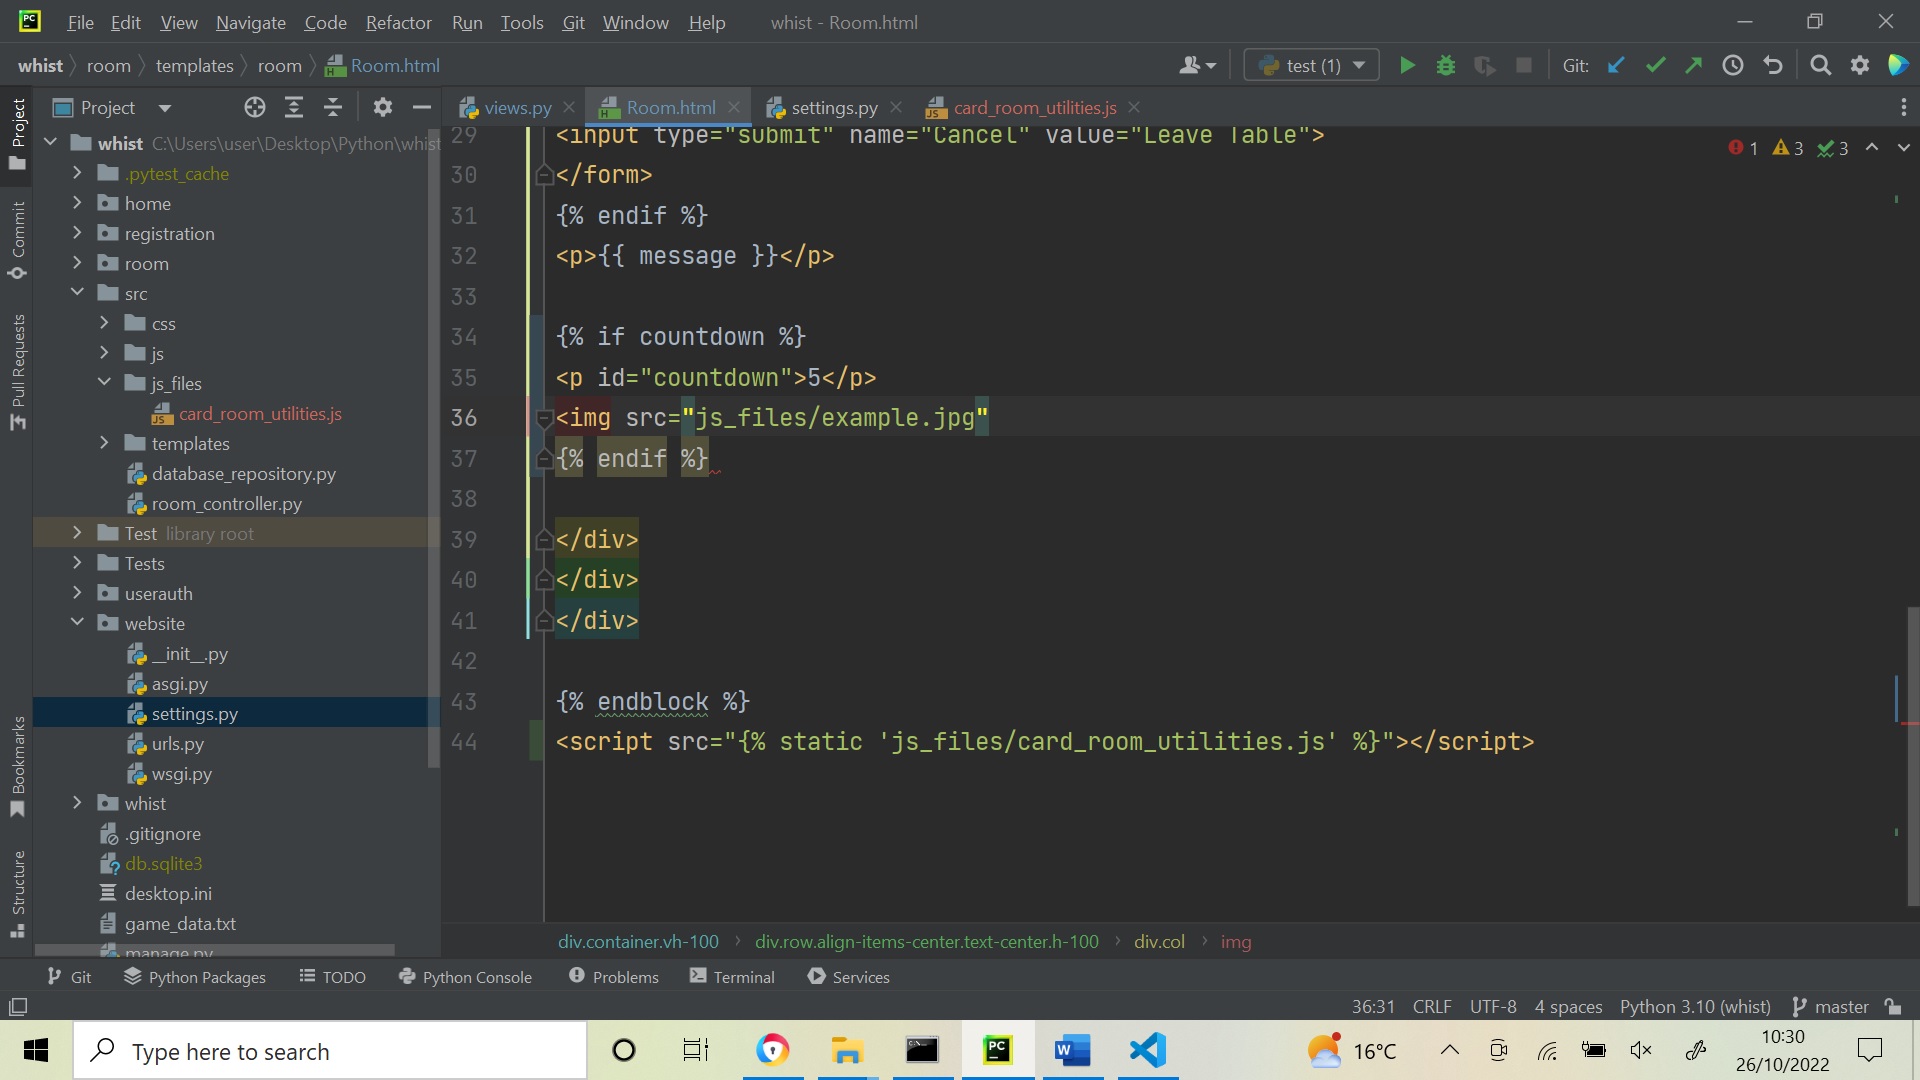 File Edit View Navigate Code Refactor Run Tools Git Window Help whist - Room.html
whist room templates room Room.html test (1) Git:
Project views.py Room.html settings.py card_room_utilities.js
Project
Commit
Pull Requests
Bookmarks
Structure
whist C:\Users\user\Desktop\Python\whist
.pytest_cache
home
registration
room
src
css
js
js_files
card_room_utilities.js
templates
database_repository.py
room_controller.py
Test library root
Tests
userauth
website
__init__.py
asgi.py
settings.py
urls.py
wsgi.py
whist
.gitignore
db.sqlite3
desktop.ini
game_data.txt
manage.py
1 3 3
29 <input type="submit" name="Cancel" value="Leave Table">
30 </form>
31 {% endif %}
32 <p>{{ message }}</p>
33
34 {% if countdown %}
35 <p id="countdown">5</p>
36 <img src="js_files/example.jpg"
37 {% endif %}
38
39 </div>
40 </div>
41 </div>
42
43 {% endblock %}
44 <script src="{% static 'js_files/card_room_utilities.js' %}"></script>
div.container.vh-100 div.row.align-items-center.text-center.h-100 div.col img
Git Python Packages TODO Python Console Problems Terminal Services
36:31 CRLF UTF-8 4 spaces Python 3.10 (whist) master
Type here to search
16°C
10:30
26/10/2022